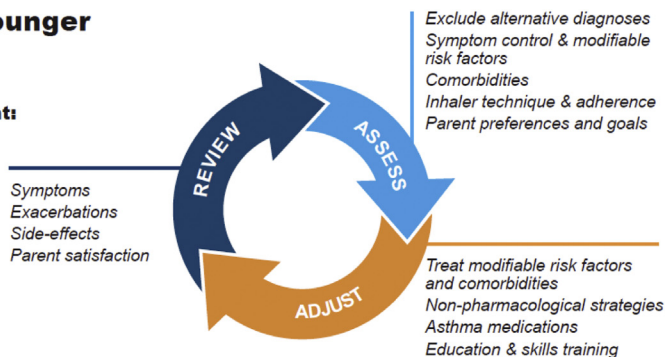 Exclude alternative diagnoses
Symptom control & modifiable
risk factors
Comorbidities
Inhaler technique & adherence
Parent preferences and goals
REVIEW
ASSESS
ADJUST
Symptoms
Exacerbations
Side-effects
Parent satisfaction
Treat modifiable risk factors
and comorbidities
Non-pharmacological strategies
Asthma medications
Education & skills training